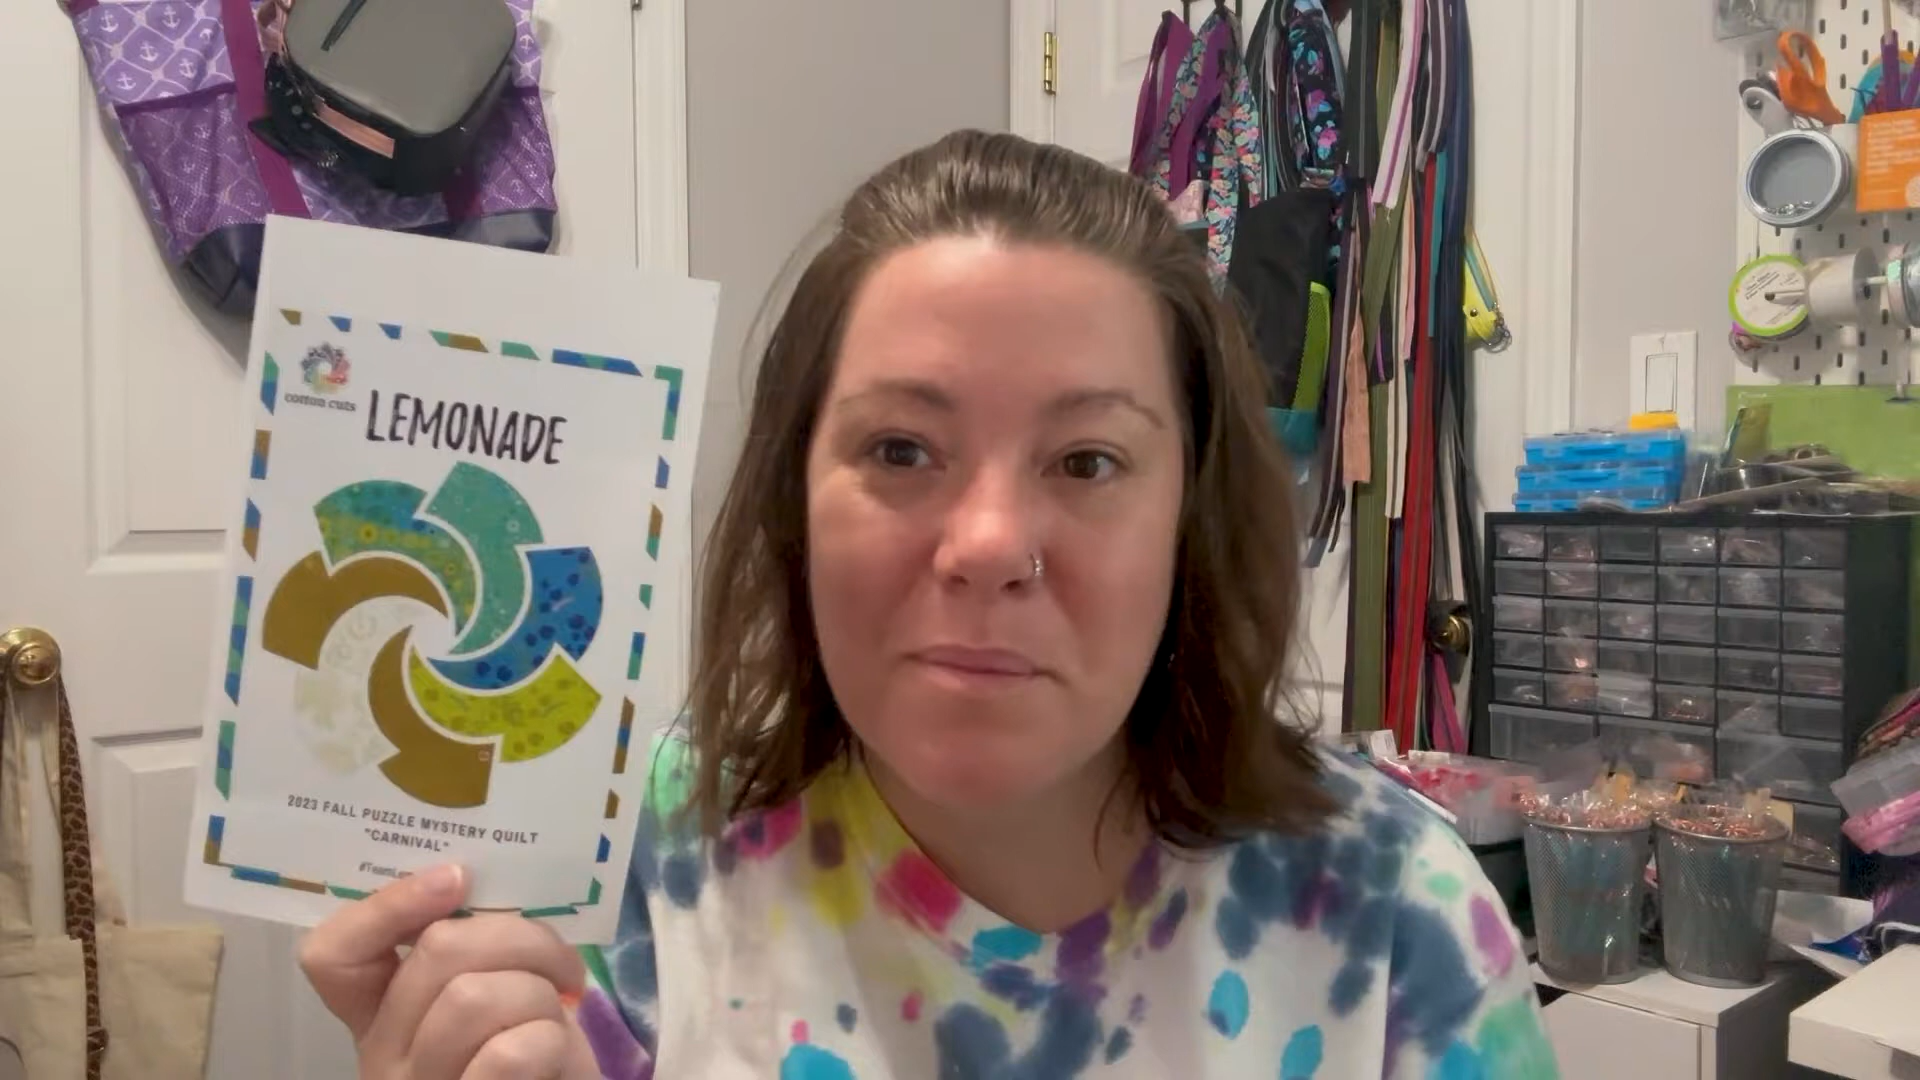 cotton cuts
LEMONADE
2023 FALL PUZZLE MYSTERY QUILT
"CARNIVAL"